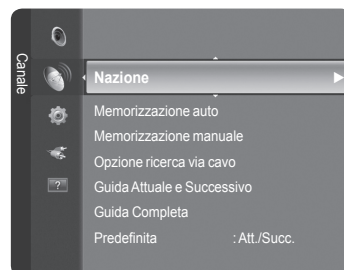 Canale
Nazione
Memorizzazione auto
Memorizzazione manuale
Opzione ricerca via cavo
Guida Attuale e Successivo
Guida Completa
Predefinita : Att./Succ.